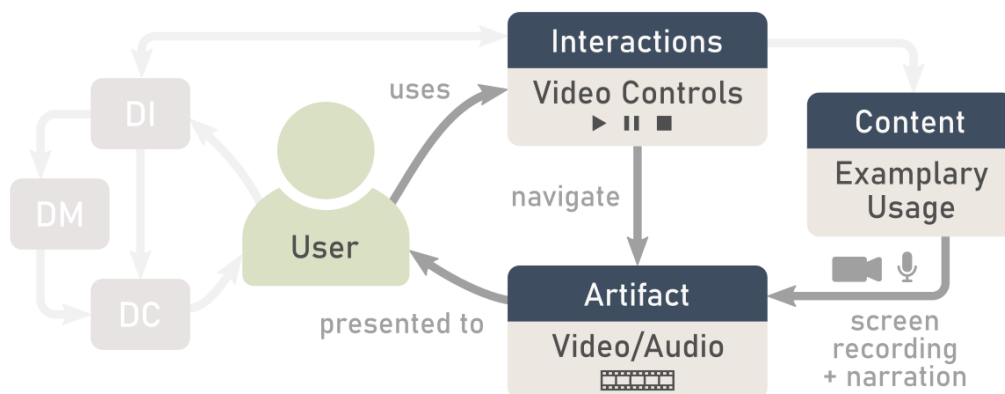 Interactions
Video Controls
uses
DI
Content
Examplary
Usage
DM
navigate
User
DC
Artifact
Video/Audio
presented to
screen
recording
+ narration